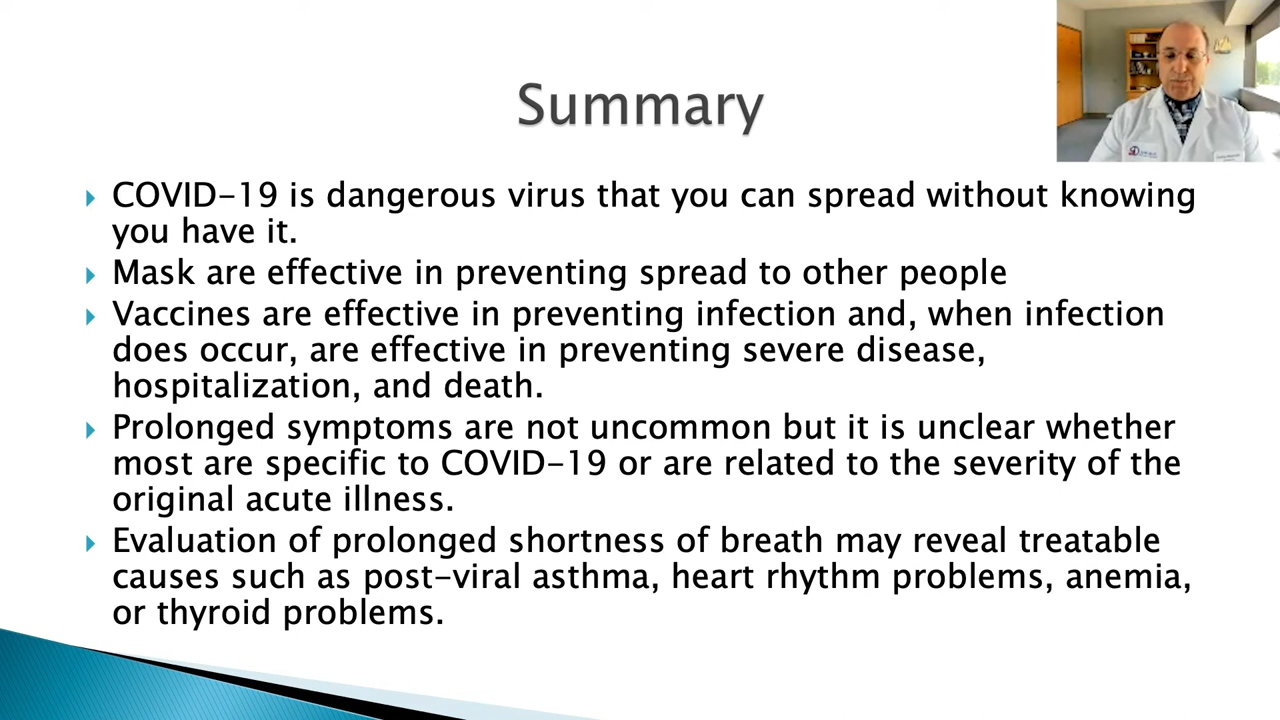 Summary
COVID-19 is dangerous virus that you can spread without knowing
you have it.
Mask are effective in preventing spread to other people
Vaccines are effective in preventing infection and, when infection
does occur, are effective in preventing severe disease,
hospitalization, and death.
Prolonged symptoms are not uncommon but it is unclear whether
most are specific to COVID-19 or are related to the severity of the
original acute illness.
Evaluation of prolonged shortness of breath may reveal treatable
causes such as post-viral asthma, heart rhythm problems, anemia,
or thyroid problems.